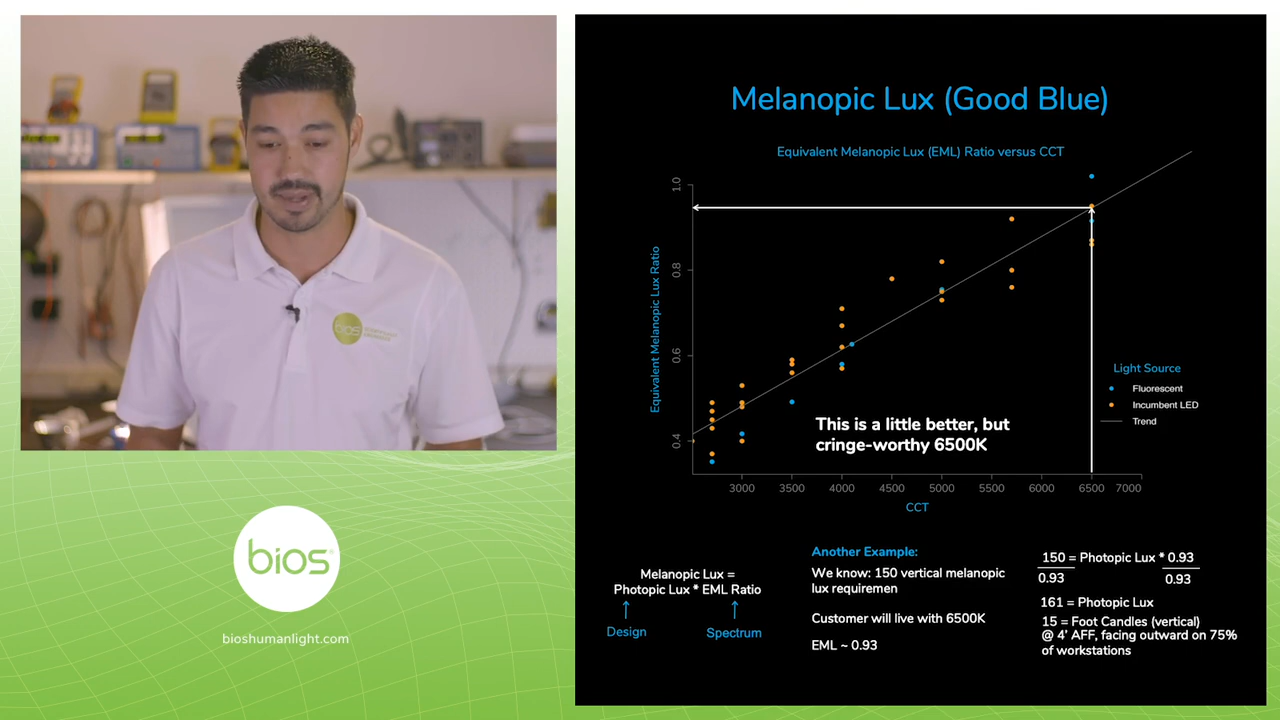 bios
bios
bioshumanlight.com
Melanopic Lux (Good Blue)
Equivalent Melanopic Lux (EML) Ratio versus CCT
Equivalent Melanopic Lux Ratio
1.0
0.8
0.6
0.4
This is a little better, but
cringe-worthy 6500K
Light Source
Fluorescent
Incumbent LED
Trend
3000 3500 4000 4500 5000 5500 6000 6500 7000
CCT
Melanopic Lux =
Photopic Lux * EML Ratio
Design Spectrum
Another Example:
We know: 150 vertical melanopic
lux requiremen
Customer will live with 6500K
EML ~ 0.93
150 = Photopic Lux * 0.93
0.93 0.93
161 = Photopic Lux
15 = Foot Candles (vertical)
@ 4' AFF, facing outward on 75%
of workstations